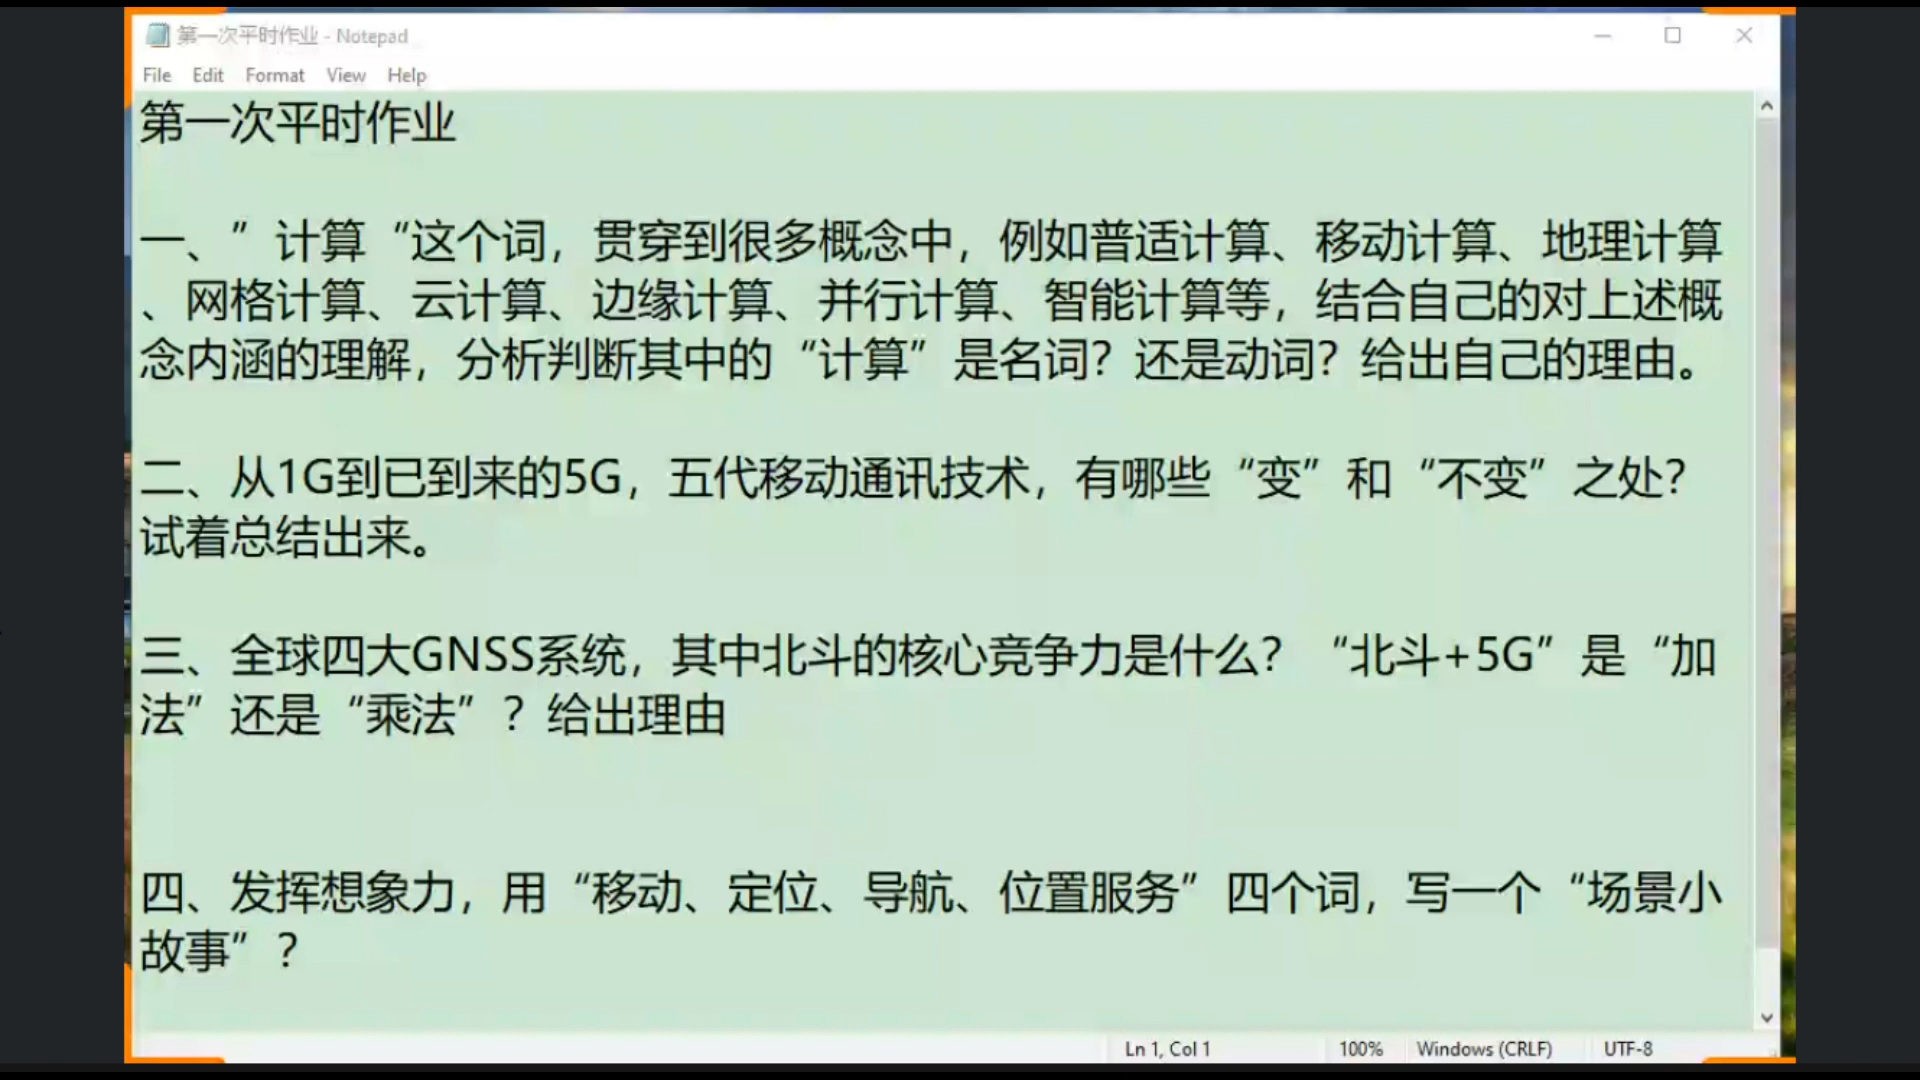 第一次平时作业 - Notepad
File Edit Format View Help
第一次平时作业
一、”计算“这个词，贯穿到很多概念中，例如普适计算、移动计算、地理计算
、网格计算、云计算、边缘计算、并行计算、智能计算等，结合自己的对上述概
念内涵的理解，分析判断其中的“计算”是名词？还是动词？给出自己的理由。
二、从1G到已到来的5G，五代移动通讯技术，有哪些“变”和“不变”之处？
试着总结出来。
三、全球四大GNSS系统，其中北斗的核心竞争力是什么？“北斗+5G”是“加
法”还是“乘法”？给出理由
四、发挥想象力，用“移动、定位、导航、位置服务”四个词，写一个“场景小
故事”？
Ln 1, Col 1 100% Windows (CRLF) UTF-8